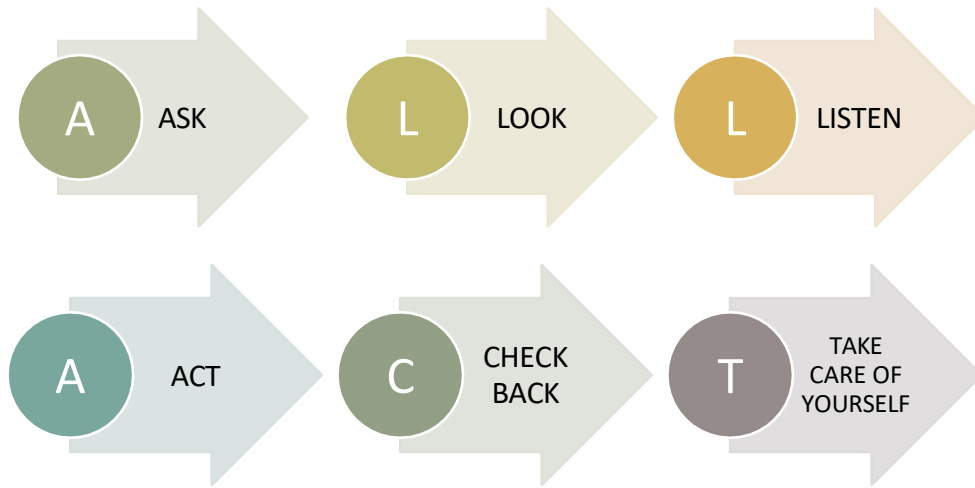 A ASK
L LOOK
L LISTEN
A ACT
C CHECK
BACK
T TAKE
CARE OF
YOURSELF